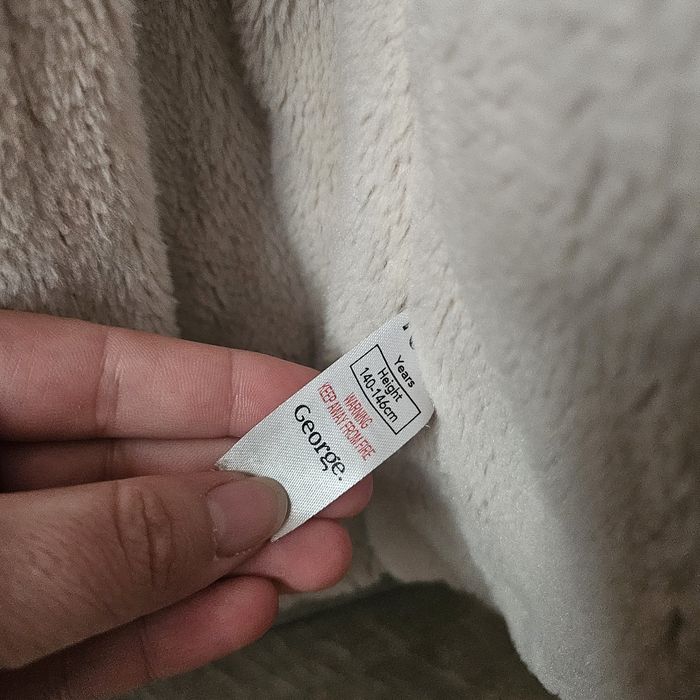 Years
Height
140-146cm
WARNING
KEEP AWAY FROM FIRE
George.